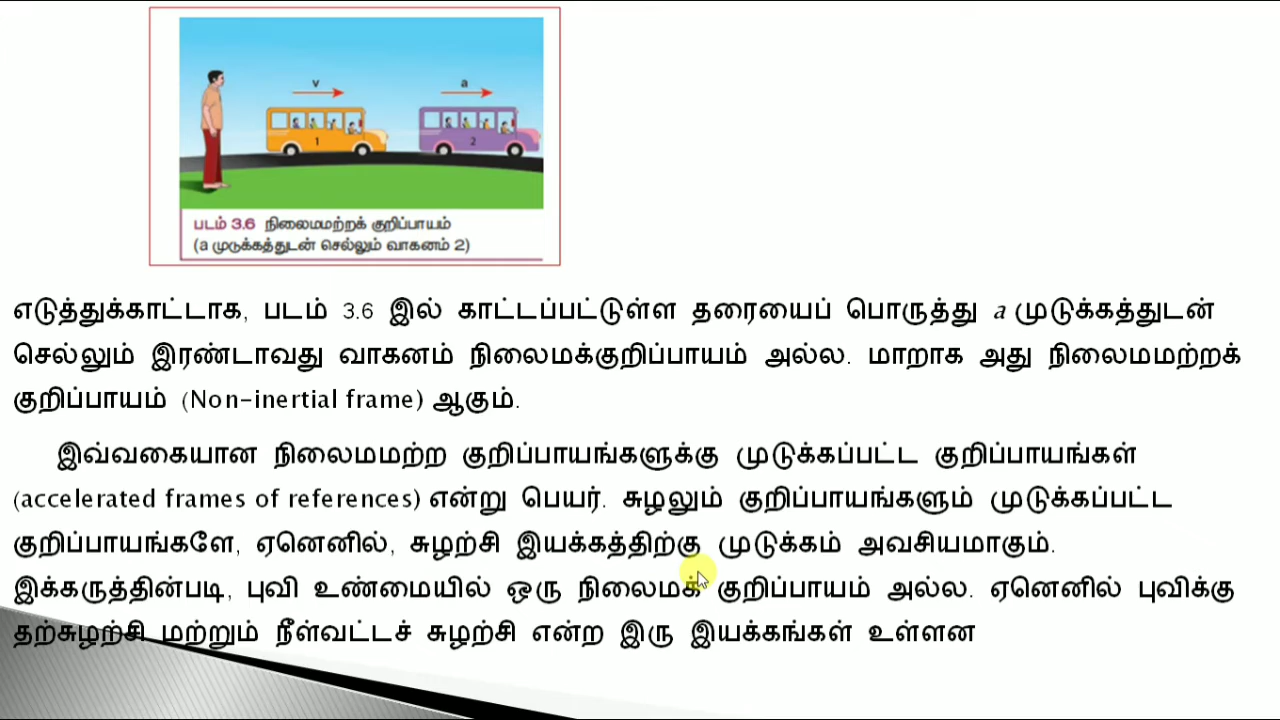 v
a
1
2
படம் 3.6 நிலைமமற்றக் குறிப்பாயம்
(a முடுக்கத்துடன் செல்லும் வாகனம் 2)
எடுத்துக்காட்டாக, படம் 3.6 இல் காட்டப்பட்டுள்ள தரையைப் பொருத்து a முடுக்கத்துடன்
செல்லும் இரண்டாவது வாகனம் நிலைமக்குறிப்பாயம் அல்ல. மாறாக அது நிலைமமற்றக்
குறிப்பாயம் (Non-inertial frame) ஆகும்.
இவ்வகையான நிலைமமற்ற குறிப்பாயங்களுக்கு முடுக்கப்பட்ட குறிப்பாயங்கள்
(accelerated frames of references) என்று பெயர். சுழலும் குறிப்பாயங்களும் முடுக்கப்பட்ட
குறிப்பாயங்களே, ஏனெனில், சுழற்சி இயக்கத்திற்கு முடுக்கம் அவசியமாகும்.
இக்கருத்தின்படி, புவி உண்மையில் ஒரு நிலைமக் குறிப்பாயம் அல்ல. ஏனெனில் புவிக்கு
தற்சுழற்சி மற்றும் நீள்வட்டச் சுழற்சி என்ற இரு இயக்கங்கள் உள்ளன